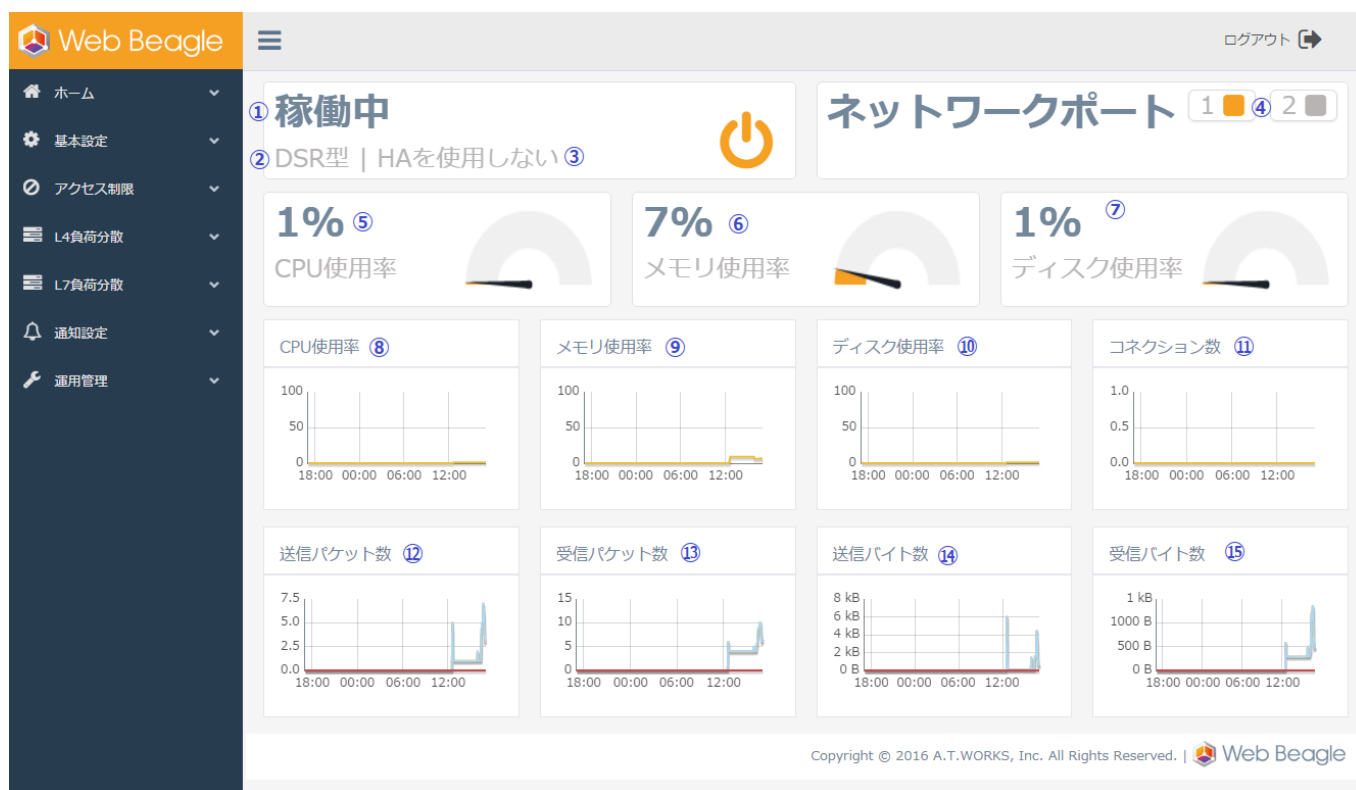 Web Beagle
ログアウト
ホーム
基本設定
アクセス制限
L4負荷分散
L7負荷分散
通知設定
運用管理
① 稼働中
② DSR型 | HAを使用しない ③
ネットワークポート 1 ④ 2
1% ⑤
CPU使用率
7% ⑥
メモリ使用率
1% ⑦
ディスク使用率
CPU使用率 ⑧
100
50
0
18:00 00:00 06:00 12:00
メモリ使用率 ⑨
100
50
0
18:00 00:00 06:00 12:00
ディスク使用率 ⑩
100
50
0
18:00 00:00 06:00 12:00
コネクション数 ⑪
1.0
0.5
0.0
18:00 00:00 06:00 12:00
送信パケット数 ⑫
7.5
5.0
2.5
0.0
18:00 00:00 06:00 12:00
受信パケット数 ⑬
15
10
5
0
18:00 00:00 06:00 12:00
送信バイト数 ⑭
8 kB
6 kB
4 kB
2 kB
0 B
18:00 00:00 06:00 12:00
受信バイト数 ⑮
1 kB
1000 B
500 B
0 B
18:00 00:00 06:00 12:00
Copyright © 2016 A.T.WORKS, Inc. All Rights Reserved. | Web Beagle